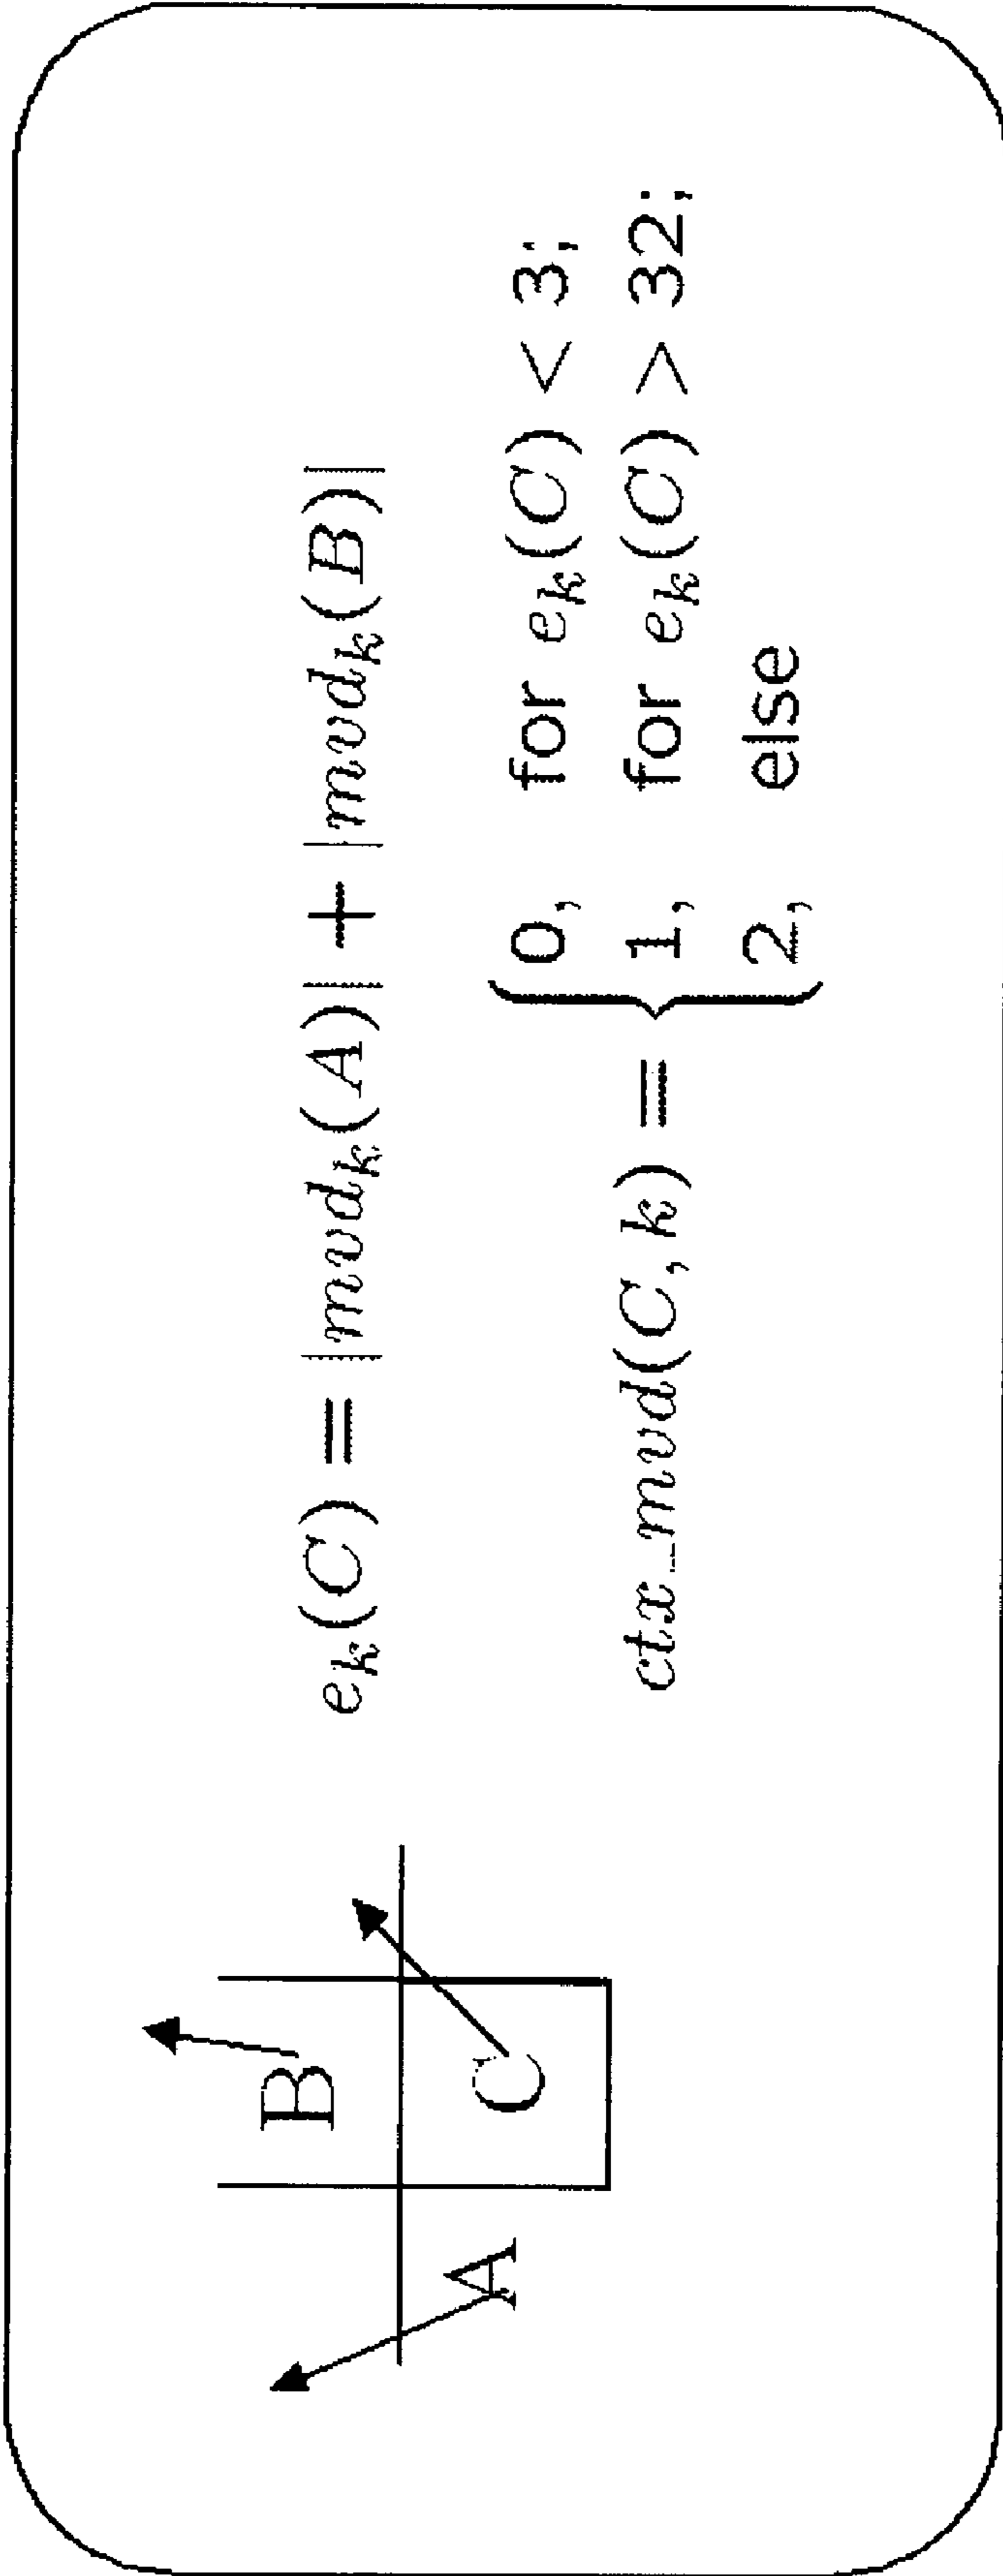 B
A
C
e_k(C) = |mvd_k(A)| + |mvd_k(B)|
ctx_mvd(C, k) = {
0, for e_k(C) < 3;
1, for e_k(C) > 32;
2, else